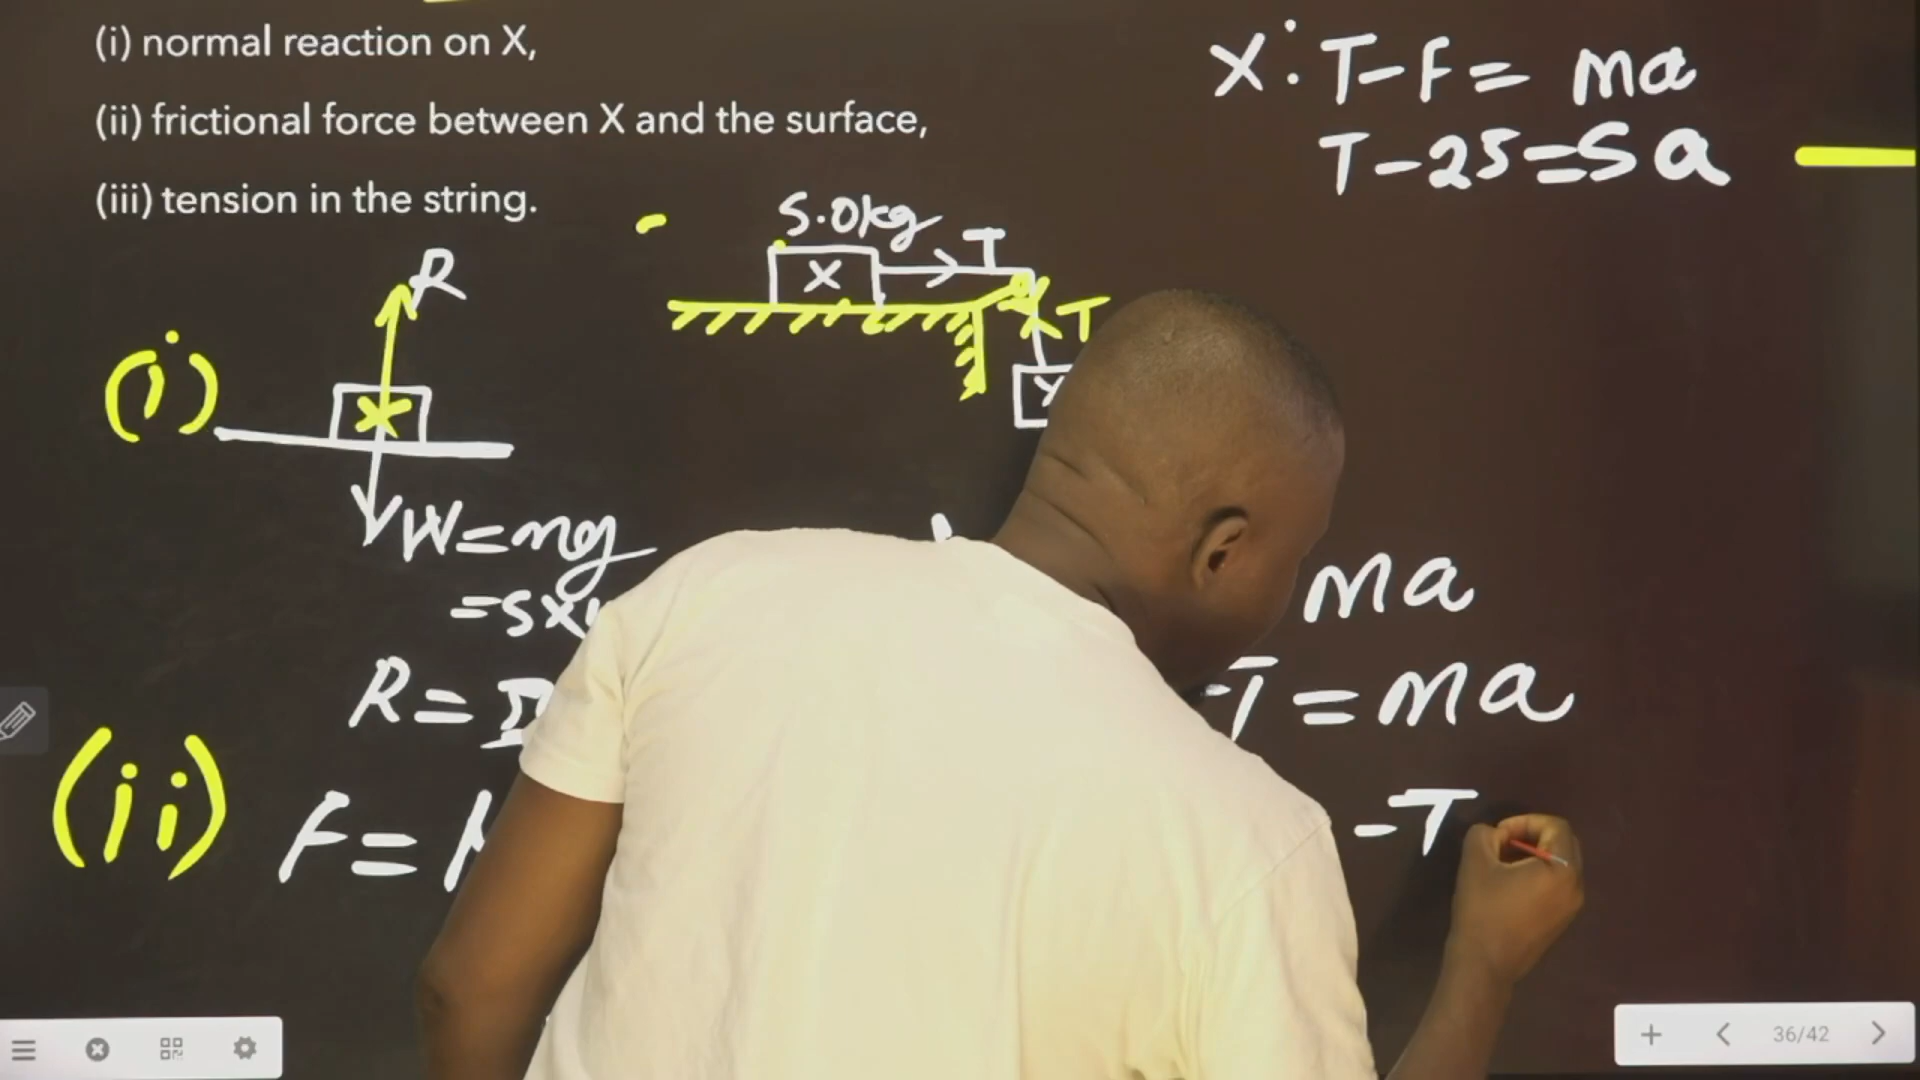 (i) normal reaction on X,
(ii) frictional force between X and the surface,
(iii) tension in the string.
X: T-F= ma
T-25=5a
5.0kg
T
X
T
Y
R
(i)
W=mg
=5x
R=
ma
-T=ma
(ii) F=
-T
36/42